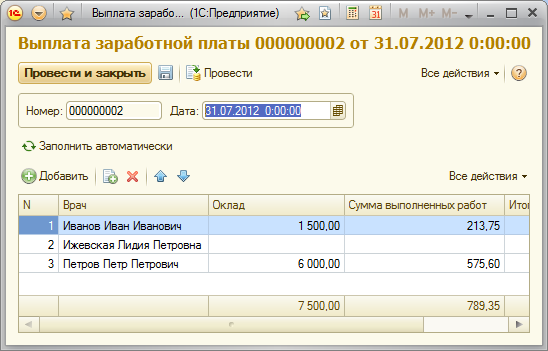 Выплата зарабо... (1С:Предприятие)
M M+ M-
Выплата заработной платы 000000002 от 31.07.2012 0:00:00
Провести и закрыть Провести Все действия
Номер: 000000002 Дата: 31.07.2012 0:00:00
Заполнить автоматически
Добавить Все действия
N Врач Оклад Сумма выполненных работ Ито
1 Иванов Иван Иванович 1 500,00 213,75
2 Ижевская Лидия Петровна
3 Петров Петр Петрович 6 000,00 575,60
7 500,00 789,35